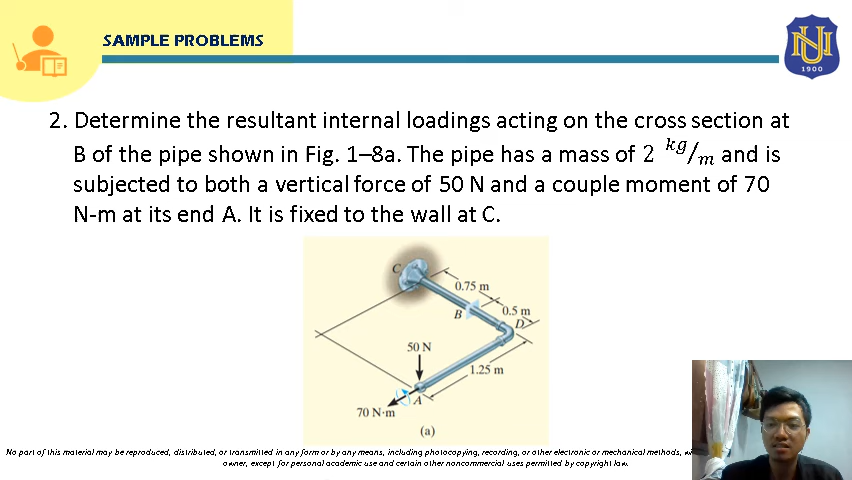 SAMPLE PROBLEMS
NU
1900
2. Determine the resultant internal loadings acting on the cross section at
B of the pipe shown in Fig. 1–8a. The pipe has a mass of 2 kg/m and is
subjected to both a vertical force of 50 N and a couple moment of 70
N-m at its end A. It is fixed to the wall at C.
C
0.75 m
B
0.5 m
D
50 N
1.25 m
A
70 N·m
(a)
No part of this material may be reproduced, distributed, or transmitted in any form or by any means, including photocopying, recording, or other electronic or mechanical methods,
owner, except for personal academic use and certain other noncommercial uses permitted by copyright law.